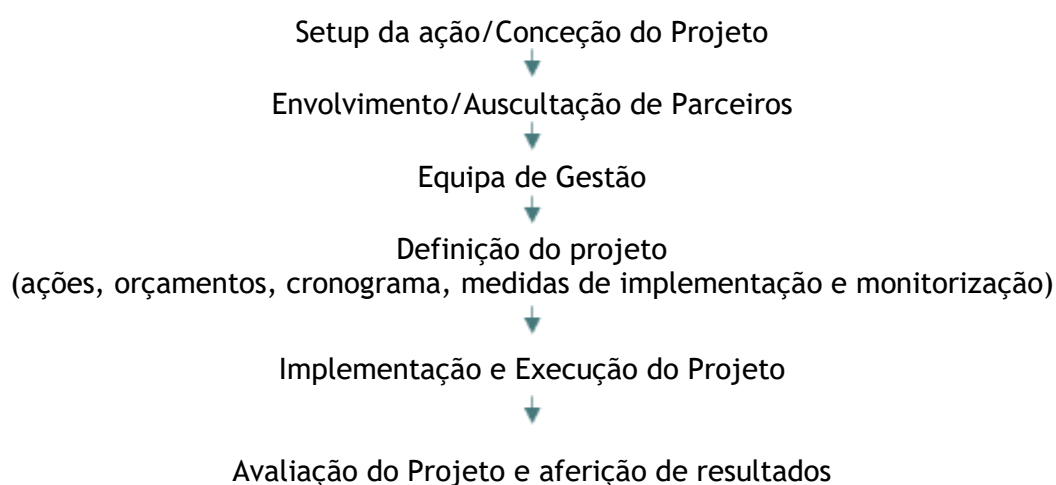 Setup da ação/Conceção do Projeto
Envolvimento/Auscultação de Parceiros
Equipa de Gestão
Definição do projeto
(ações, orçamentos, cronograma, medidas de implementação e monitorização)
Implementação e Execução do Projeto
Avaliação do Projeto e aferição de resultados